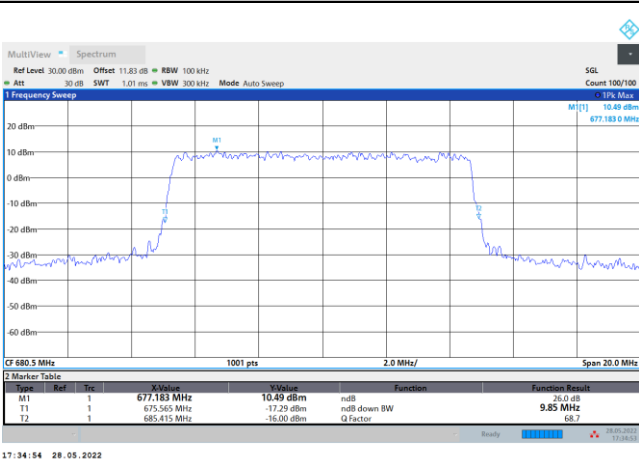 MultiView Spectrum
Ref Level 30.00 dBm Offset 11.83 dB RBW 100 kHz SGL
Att 30 dB SWT 1.01 ms VBW 300 kHz Mode Auto Sweep Count 100/100
1 Frequency Sweep 1Pk Max
M1[1] 10.49 dBm
677.183 0 MHz
20 dBm
M1
10 dBm
0 dBm
-10 dBm
T1 T2
-20 dBm
-30 dBm
-40 dBm
-50 dBm
-60 dBm
CF 680.5 MHz 1001 pts 2.0 MHz/ Span 20.0 MHz
2 Marker Table
Type Ref Trc X-Value Y-Value Function Function Result
M1 1 677.183 MHz 10.49 dBm ndB 26.0 dB
T1 1 675.565 MHz -17.29 dBm ndB down BW 9.85 MHz
T2 1 685.415 MHz -16.00 dBm Q Factor 68.7
Ready 28.05.2022
17:34:53
17:34:54 28.05.2022